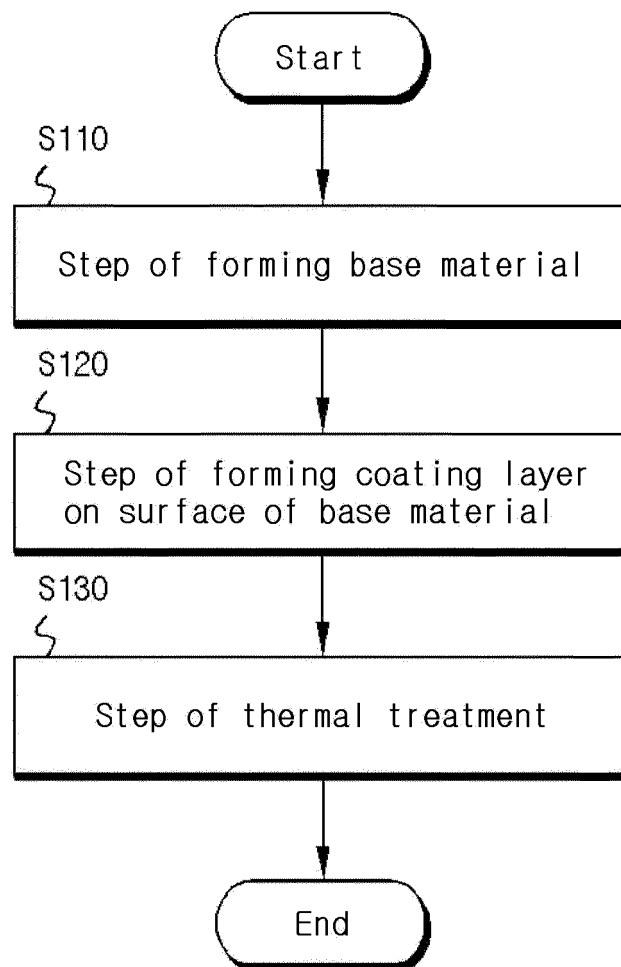 Start
S110
Step of forming base material
S120
Step of forming coating layer
on surface of base material
S130
Step of thermal treatment
End